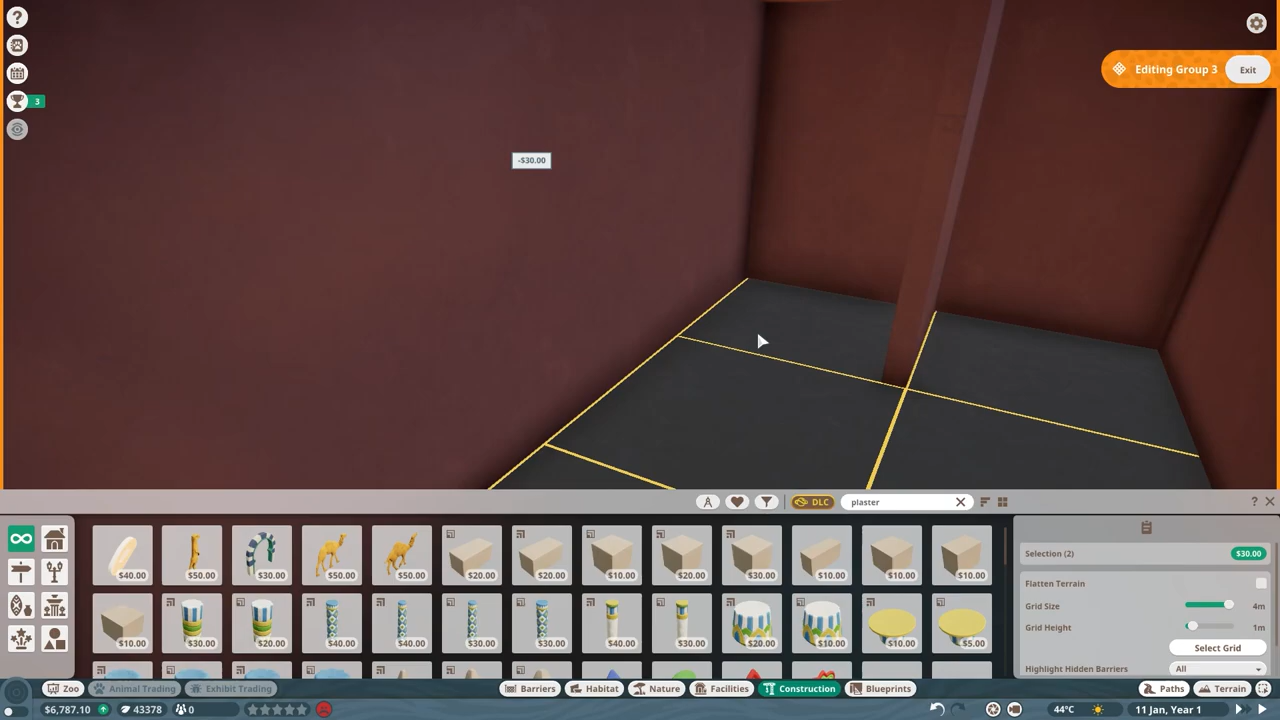 Editing Group 3
Exit
3
-$30.00
DLC
plaster
?
$40.00 $50.00 $30.00 $50.00 $50.00 $20.00 $20.00 $10.00 $20.00 $30.00 $10.00 $10.00 $10.00
$10.00 $30.00 $20.00 $40.00 $40.00 $30.00 $30.00 $40.00 $30.00 $20.00 $10.00 $10.00 $5.00
Selection (2) $30.00
Flatten Terrain
Grid Size 4m
Grid Height 1m
Select Grid
Highlight Hidden Barriers All
Zoo Animal Trading Exhibit Trading Barriers Habitat Nature Facilities Construction Blueprints Paths Terrain
$6,787.10 43378 0 44°C 11 Jan, Year 1